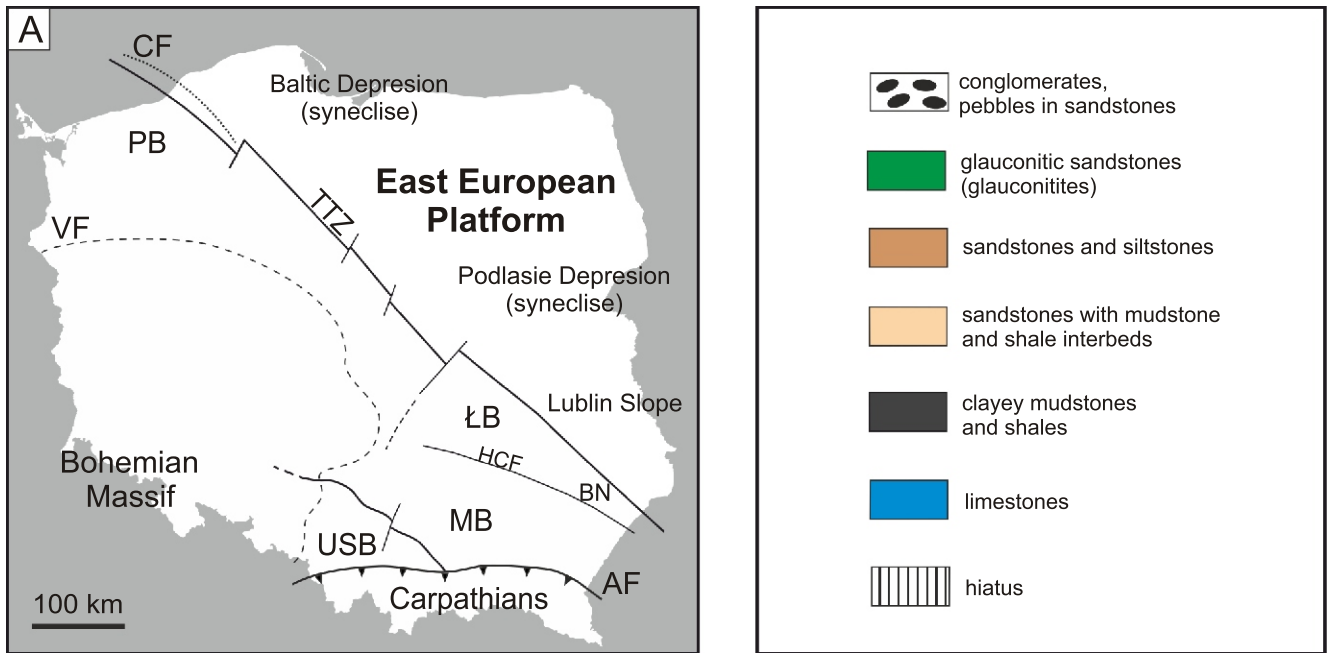 A
CF
Baltic Depresion
(syneclise)
PB
East European
Platform
TTZ
VF
Podlasie Depresion
(syneclise)
Lublin Slope
ŁB
HCF
BN
Bohemian
Massif
MB
USB
AF
Carpathians
100 km
conglomerates,
pebbles in sandstones
glauconitic sandstones
(glauconitites)
sandstones and siltstones
sandstones with mudstone
and shale interbeds
clayey mudstones
and shales
limestones
hiatus